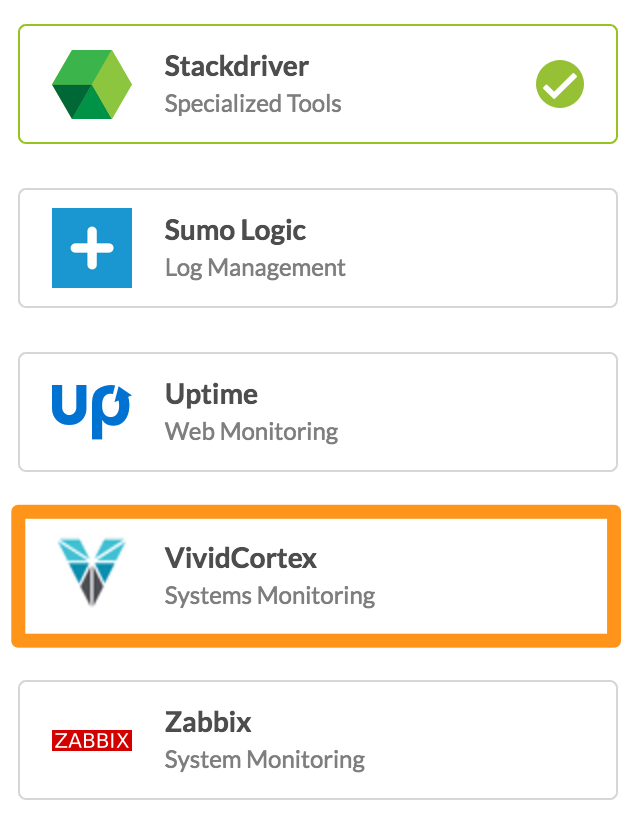 Stackdriver
Specialized Tools
Sumo Logic
Log Management
up
Uptime
Web Monitoring
VividCortex
Systems Monitoring
ZABBIX
Zabbix
System Monitoring